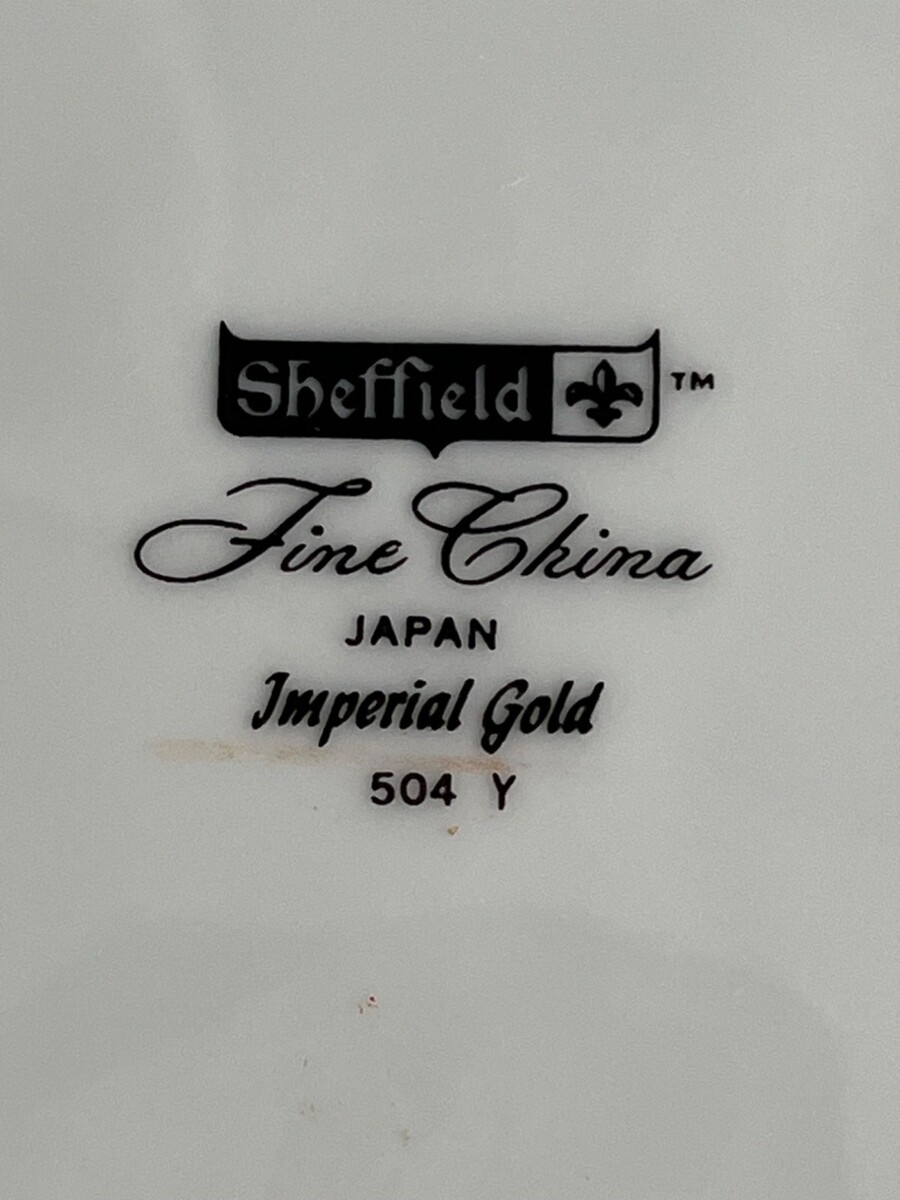 Sheffield ™
Fine China
JAPAN
Imperial Gold
504 Y